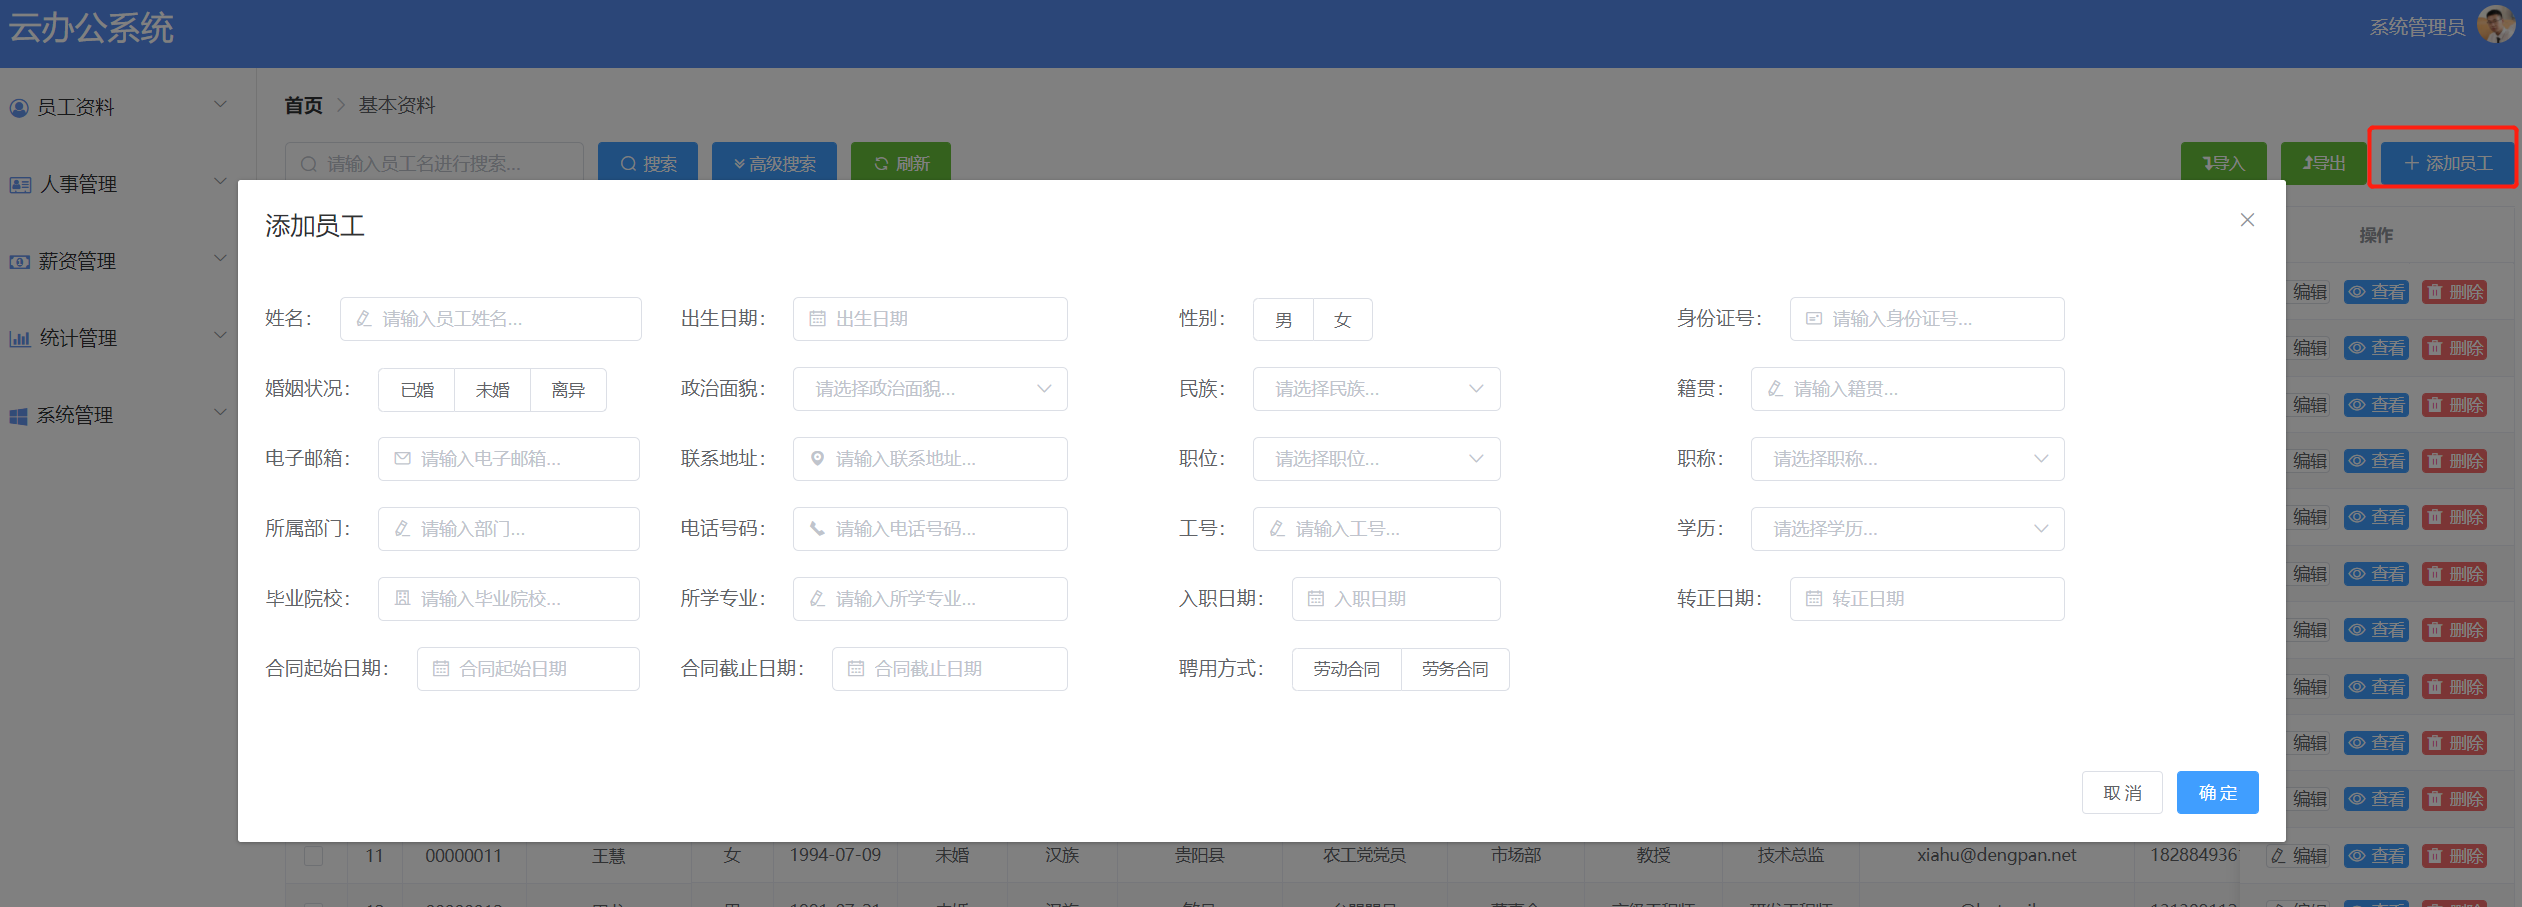 云办公系统
系统管理员
员工资料
人事管理
薪资管理
统计管理
系统管理
首页 > 基本资料
请输入员工名进行搜索... 搜索 高级搜索 刷新 导入 导出 添加员工
操作
添加员工
姓名： 请输入员工姓名... 出生日期： 出生日期 性别： 男 女 身份证号： 请输入身份证号...
婚姻状况： 已婚 未婚 离异 政治面貌： 请选择政治面貌... 民族： 请选择民族... 籍贯： 请输入籍贯...
电子邮箱： 请输入电子邮箱... 联系地址： 请输入联系地址... 职位： 请选择职位... 职称： 请选择职称...
所属部门： 请输入部门... 电话号码： 请输入电话号码... 工号： 请输入工号... 学历： 请选择学历...
毕业院校： 请输入毕业院校... 所学专业： 请输入所学专业... 入职日期： 入职日期 转正日期： 转正日期
合同起始日期： 合同起始日期 合同截止日期： 合同截止日期 聘用方式： 劳动合同 劳务合同
取 消 确 定
编辑 查看 删除
编辑 查看 删除
编辑 查看 删除
编辑 查看 删除
编辑 查看 删除
编辑 查看 删除
编辑 查看 删除
编辑 查看 删除
编辑 查看 删除
编辑 查看 删除
11 00000011 王慧 女 1994-07-09 未婚 汉族 贵阳县 农工党党员 市场部 教授 技术总监 xiahu@dengpan.net 182884936 编辑 查看 删除